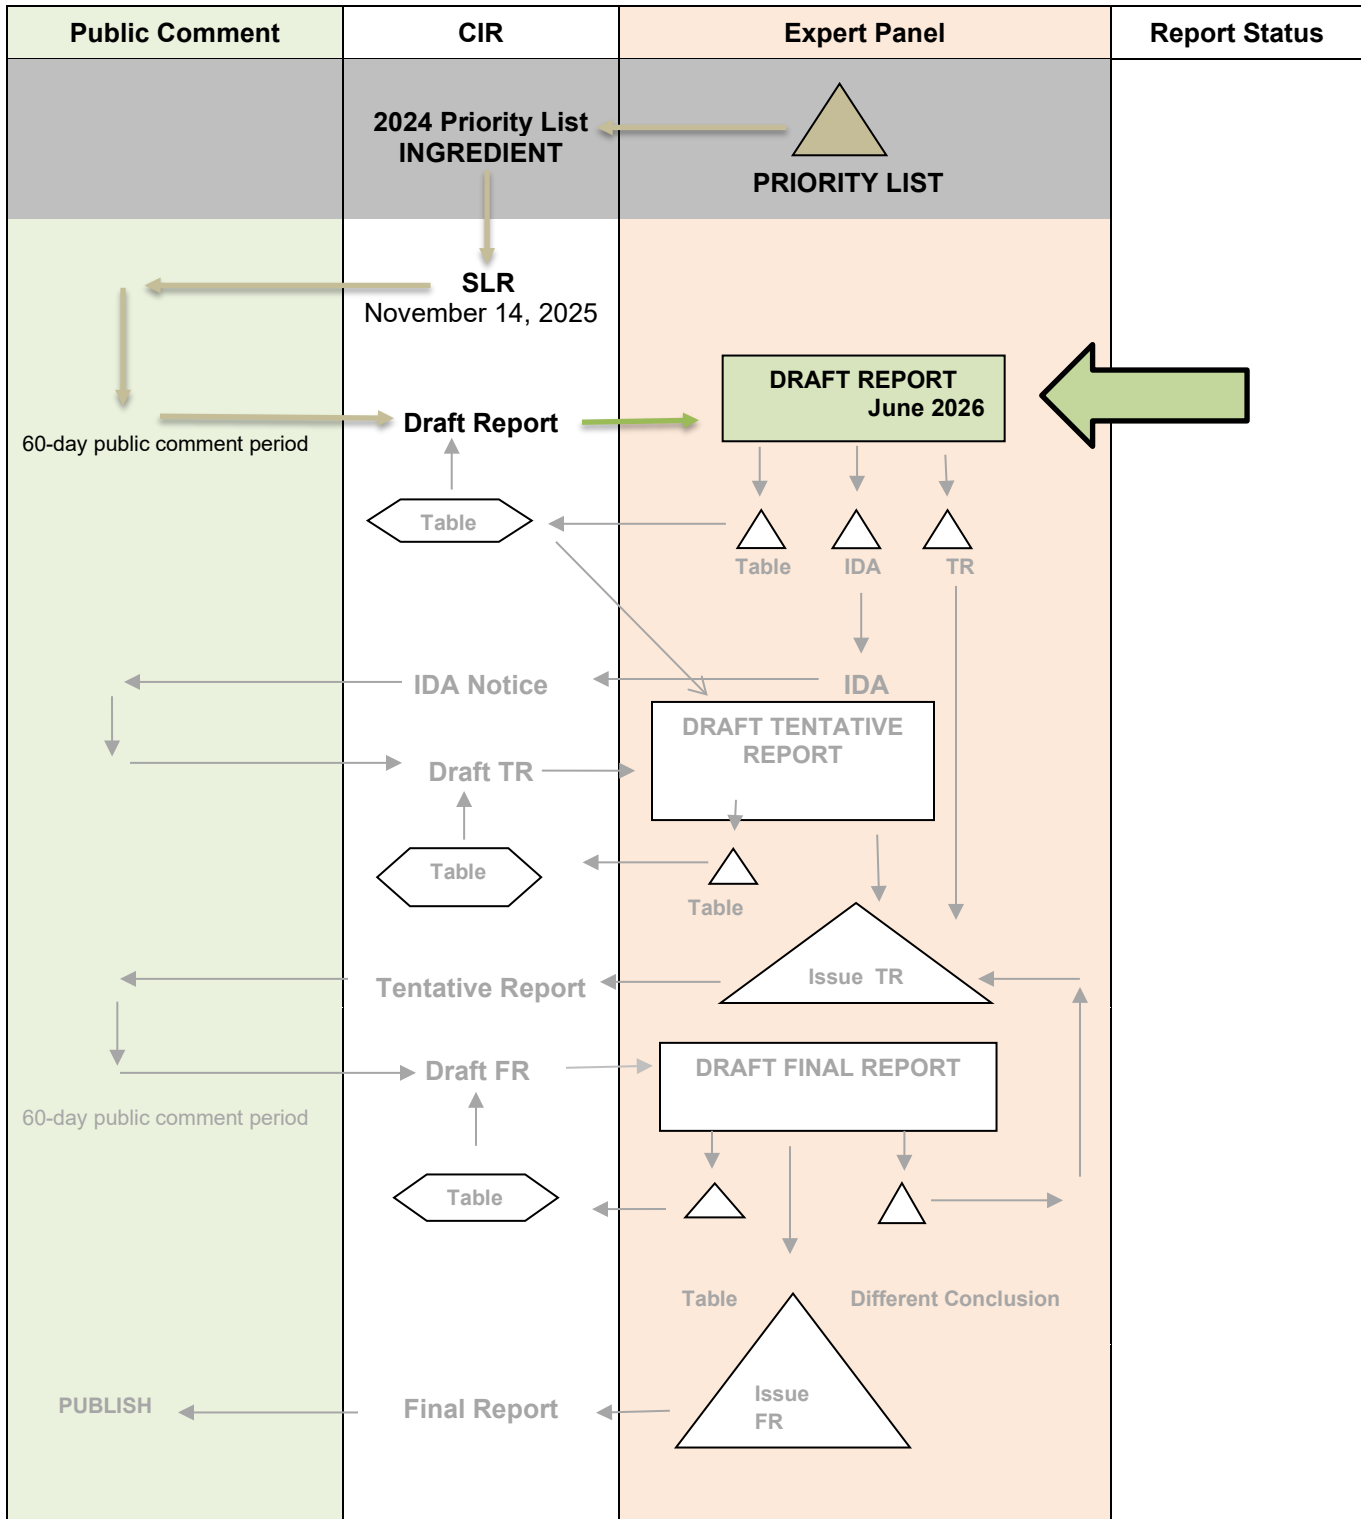 Public Comment
CIR
Expert Panel
Report Status
2024 Priority List
INGREDIENT
PRIORITY LIST
SLR
November 14, 2025
DRAFT REPORT
June 2026
60-day public comment period
Draft Report
Table
Table
IDA
TR
IDA Notice
IDA
DRAFT TENTATIVE
REPORT
Draft TR
Table
Table
Tentative Report
Issue TR
Draft FR
DRAFT FINAL REPORT
60-day public comment period
Table
Table
Different Conclusion
PUBLISH
Final Report
Issue
FR